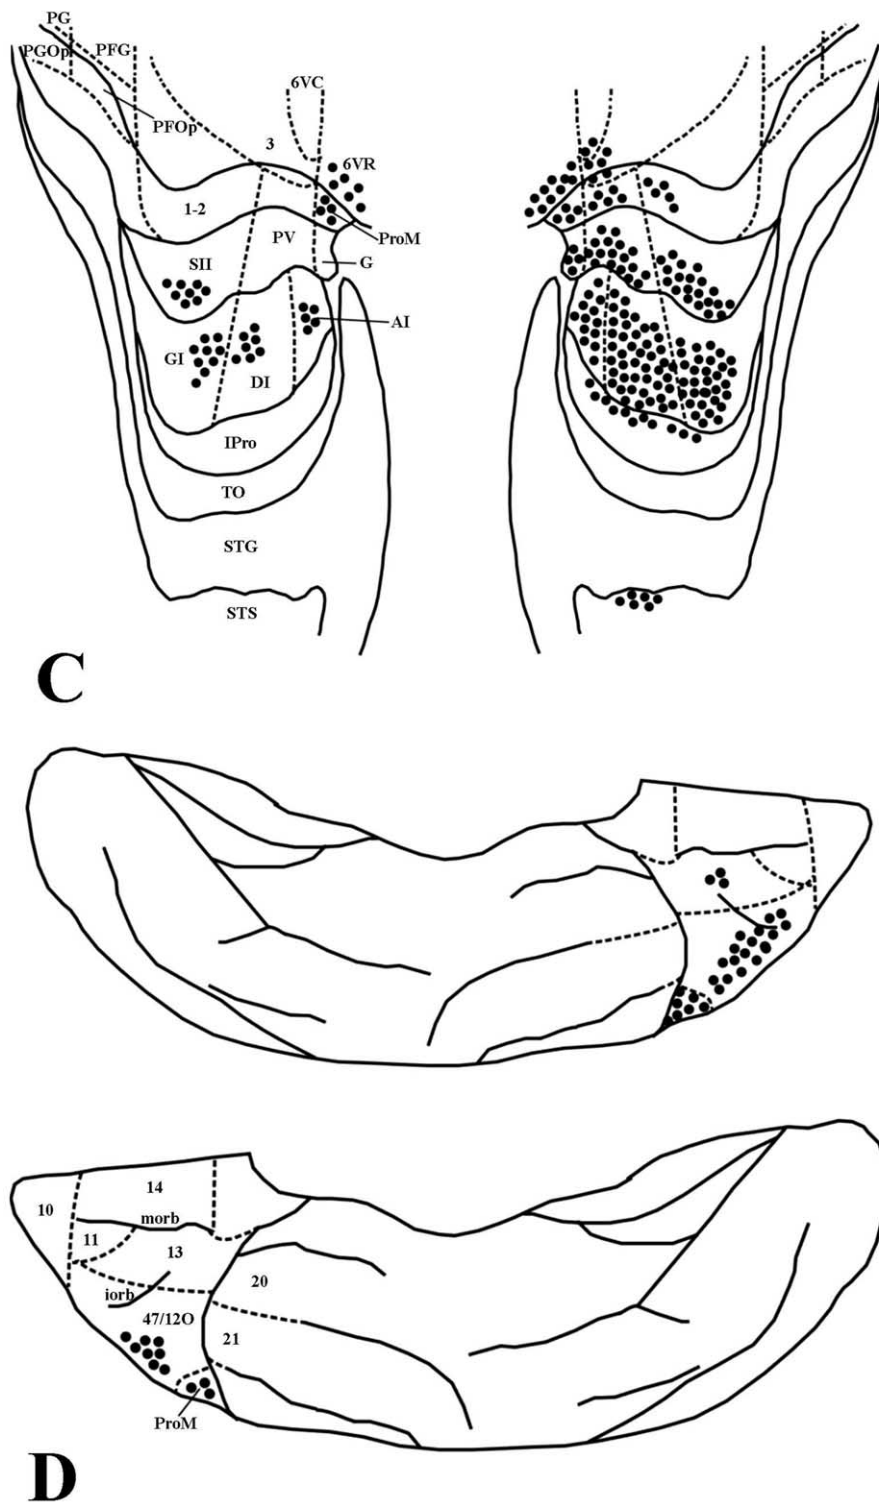 PG
PGOp PFG
6VC
PFOp
3
6VR
1-2
ProM
PV
G
SII
AI
GI
DI
IPro
TO
STG
STS
C
14
10
morb
11
13
20
iorb
47/12O
21
ProM
D